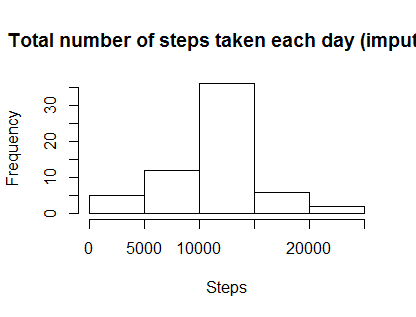 Total number of steps taken each day (imput
Frequency
30
20
10
0
0 5000 10000 20000
Steps